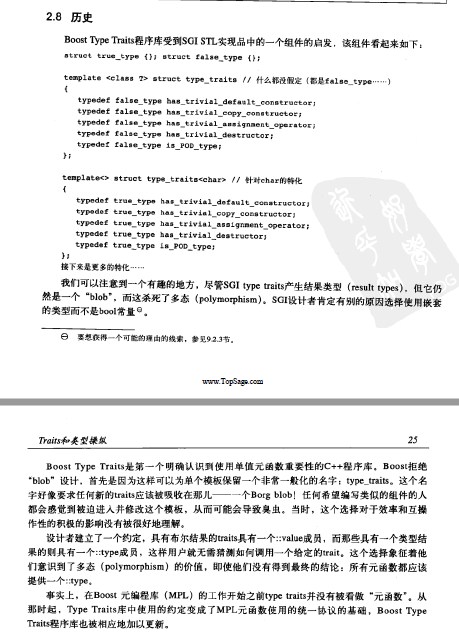 2.8 历史
Boost Type Traits程序库受到SGI STL实现品中的一个组件的启发，该组件看起来如下：
struct true_type {}; struct false_type {};
template <class T> struct type_traits // 什么都没假定（都是false_type……）
{
typedef false_type has_trivial_default_constructor;
typedef false_type has_trivial_copy_constructor;
typedef false_type has_trivial_assignment_operator;
typedef false_type has_trivial_destructor;
typedef false_type is_POD_type;
};
template<> struct type_traits<char> // 针对char的特化
{
typedef true_type has_trivial_default_constructor;
typedef true_type has_trivial_copy_constructor;
typedef true_type has_trivial_assignment_operator;
typedef true_type has_trivial_destructor;
typedef true_type is_POD_type;
};
接下来是更多的特化……
我们可以注意到一个有趣的地方，尽管SGI type traits产生结果类型（result types），但它仍
然是一个“blob”，而这杀死了多态（polymorphism）。SGI设计者肯定有别的原因选择使用嵌套
的类型而不是bool常量⊖。
⊖ 要想获得一个可能的理由的线索，参见9.2.3节。
www.TopSage.com
Traits和类型操纵 25
Boost Type Traits是第一个明确认识到使用单值元函数重要性的C++程序库。Boost拒绝
“blob”设计，首先是因为这样可以为单个模板保留一个非常一般化的名字：type_traits。这个名
字好像要求任何新的traits应该被吸收在那儿——一个Borg blob！任何希望编写类似的组件的人
都会感觉到被迫进入并修改这个模板，从而可能会导致臭虫。当时，这个选择对于效率和互操
作性的积极的影响没有被很好地理解。
设计者建立了一个约定，具有布尔结果的traits具有一个::value成员，而那些具有一个类型结
果的则具有一个::type成员，这样用户就无需猜测如何调用一个给定的trait。这个选择象征着他
们意识到了多态（polymorphism）的价值，即使他们没有得到最终的结论：所有元函数都应该
提供一个::type。
事实上，在Boost 元编程库（MPL）的工作开始之前type traits并没有被看做“元函数”。从
那时起，Type Traits库中使用的约定变成了MPL元函数使用的统一协议的基础，Boost Type
Traits程序库也被相应地加以更新。